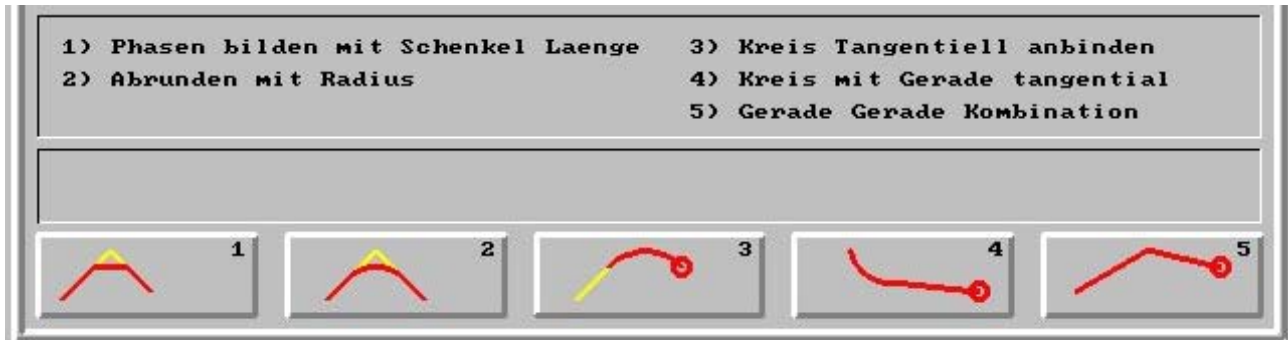 1) Phasen bilden mit Schenkel Laenge
2) Abrunden mit Radius
3) Kreis Tangentiell anbinden
4) Kreis mit Gerade tangential
5) Gerade Gerade Kombination
1
2
3
4
5